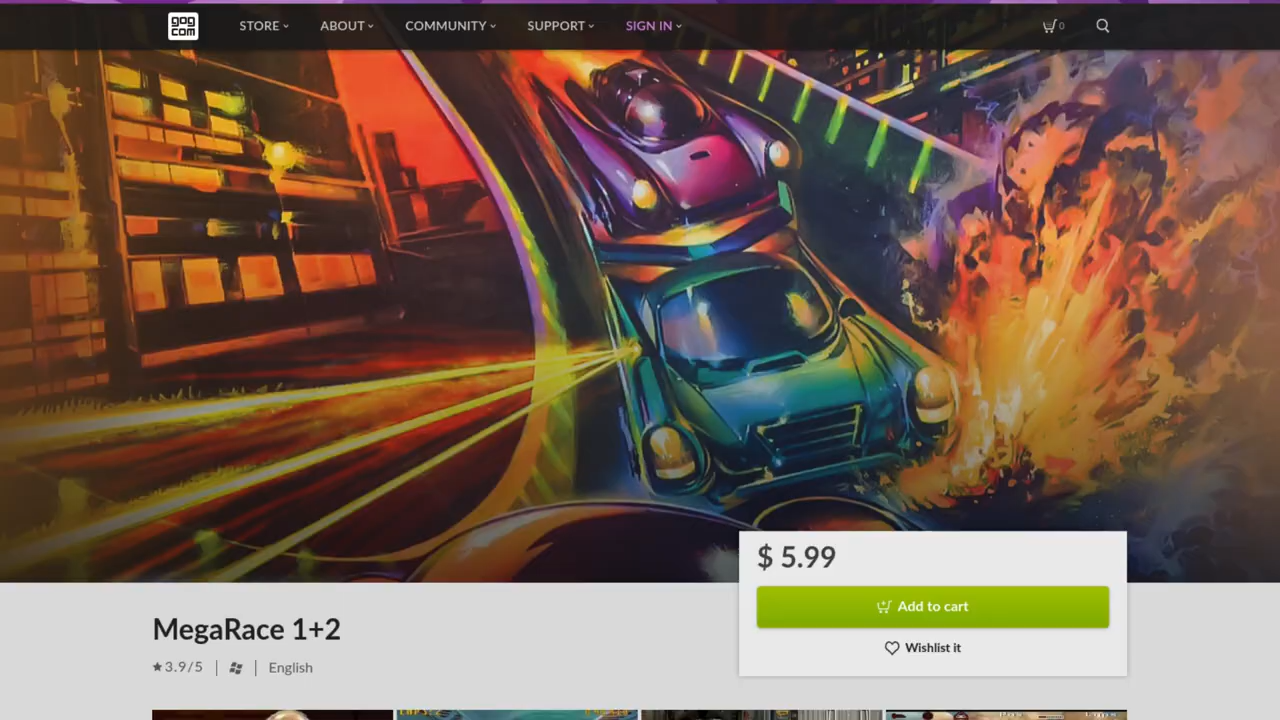 gog
com
STORE ABOUT COMMUNITY SUPPORT SIGN IN 0
$ 5.99
Add to cart
Wishlist it
MegaRace 1+2
3.9/5 English